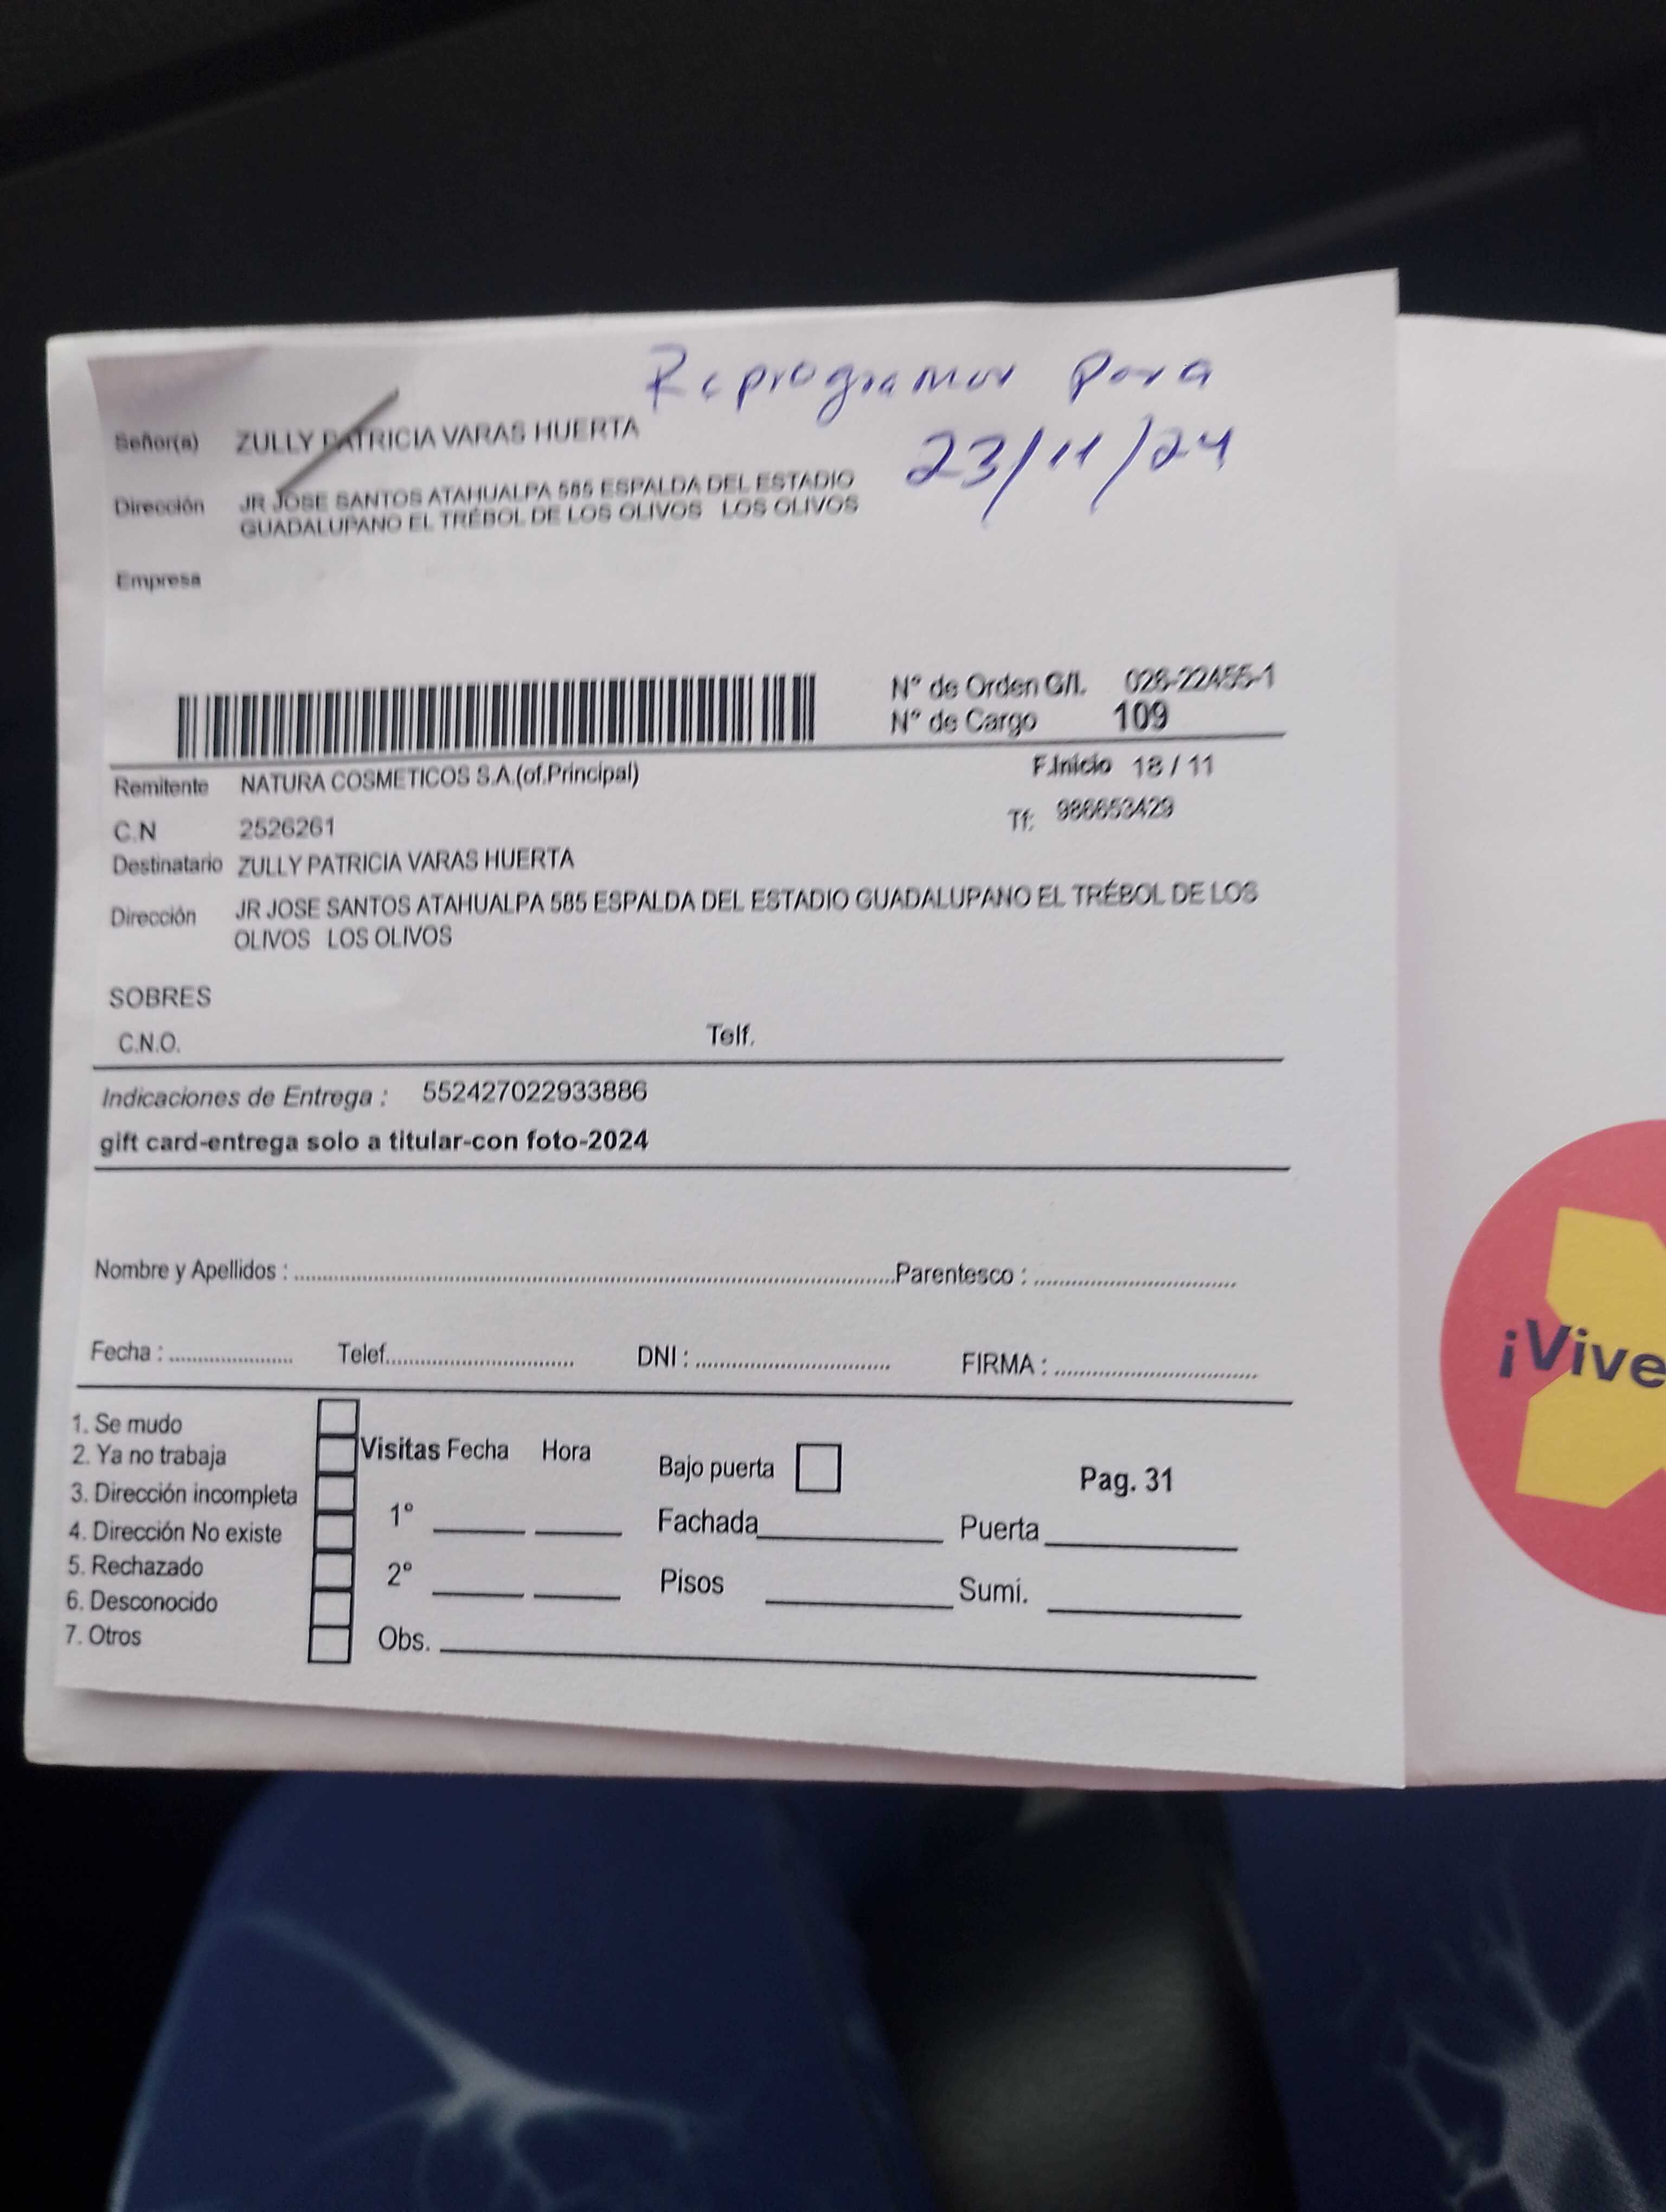 Reprogramar para
23/11/24
Señor(a) ZULLY PATRICIA VARAS HUERTA
Dirección JR JOSE SANTOS ATAHUALPA 585 ESPALDA DEL ESTADIO
GUADALUPANO EL TRÉBOL DE LOS OLIVOS LOS OLIVOS
Empresa
N° de Orden G/I. 026-22455-1
N° de Cargo 109
Remitente NATURA COSMETICOS S.A.(of.Principal) F.Inicio 18 / 11
C.N 2526261 Tf: 986653429
Destinatario ZULLY PATRICIA VARAS HUERTA
Dirección JR JOSE SANTOS ATAHUALPA 585 ESPALDA DEL ESTADIO GUADALUPANO EL TRÉBOL DE LOS
OLIVOS LOS OLIVOS
SOBRES
C.N.O. Telf.
Indicaciones de Entrega : 552427022933886
gift card-entrega solo a titular-con foto-2024
Nombre y Apellidos : Parentesco :
Fecha : Telef. DNI : FIRMA :
1. Se mudo
2. Ya no trabaja
3. Dirección incompleta
4. Dirección No existe
5. Rechazado
6. Desconocido
7. Otros
Visitas Fecha Hora Bajo puerta Pag. 31
1° Fachada Puerta
2° Pisos Sumi.
Obs.
¡Vive